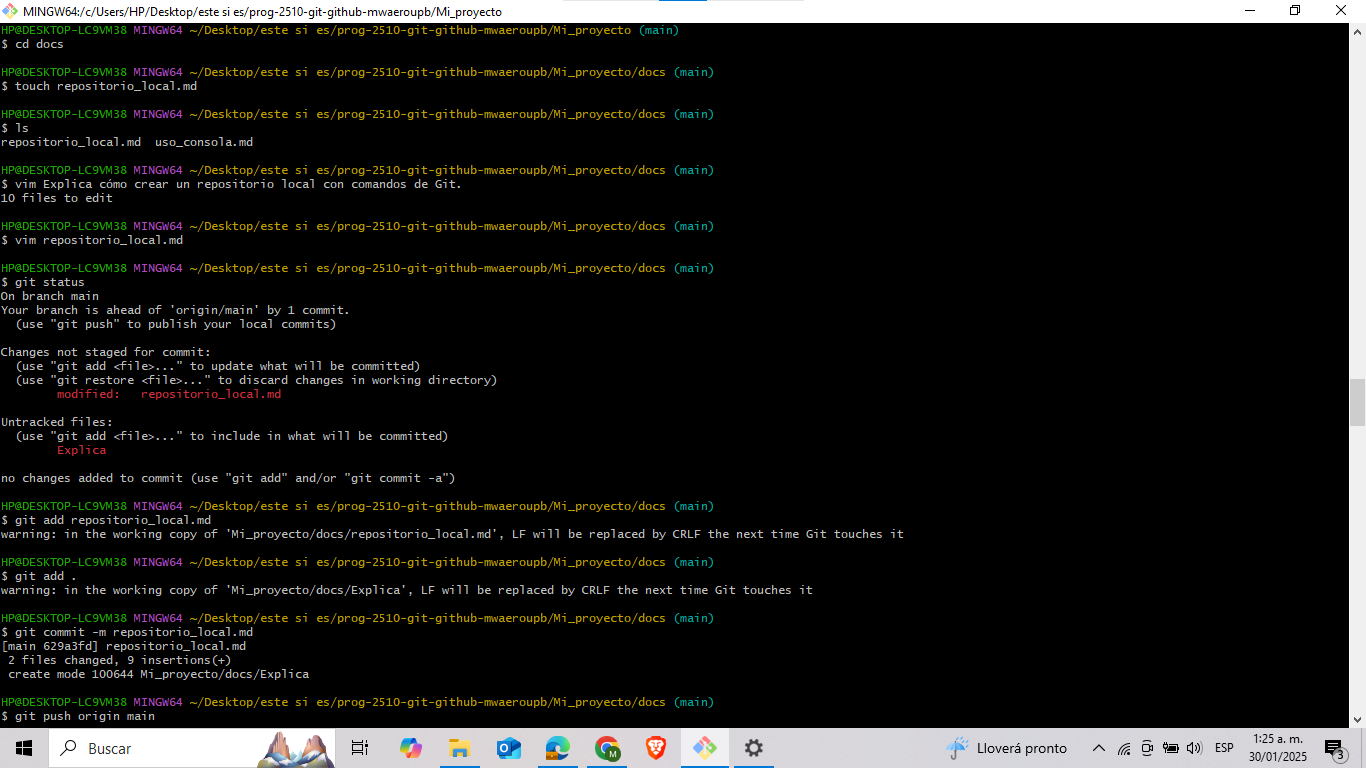 MINGW64:/c/Users/HP/Desktop/este si es/prog-2510-git-github-mwaeroupb/Mi_proyecto
HP@DESKTOP-LC9VM38 MINGW64 ~/Desktop/este si es/prog-2510-git-github-mwaeroupb/Mi_proyecto (main)
$ cd docs
HP@DESKTOP-LC9VM38 MINGW64 ~/Desktop/este si es/prog-2510-git-github-mwaeroupb/Mi_proyecto/docs (main)
$ touch repositorio_local.md
HP@DESKTOP-LC9VM38 MINGW64 ~/Desktop/este si es/prog-2510-git-github-mwaeroupb/Mi_proyecto/docs (main)
$ ls
repositorio_local.md  uso_consola.md
HP@DESKTOP-LC9VM38 MINGW64 ~/Desktop/este si es/prog-2510-git-github-mwaeroupb/Mi_proyecto/docs (main)
$ vim Explica cómo crear un repositorio local con comandos de Git.
10 files to edit
HP@DESKTOP-LC9VM38 MINGW64 ~/Desktop/este si es/prog-2510-git-github-mwaeroupb/Mi_proyecto/docs (main)
$ vim repositorio_local.md
HP@DESKTOP-LC9VM38 MINGW64 ~/Desktop/este si es/prog-2510-git-github-mwaeroupb/Mi_proyecto/docs (main)
$ git status
On branch main
Your branch is ahead of 'origin/main' by 1 commit.
  (use "git push" to publish your local commits)
Changes not staged for commit:
  (use "git add <file>..." to update what will be committed)
  (use "git restore <file>..." to discard changes in working directory)
        modified:   repositorio_local.md
Untracked files:
  (use "git add <file>..." to include in what will be committed)
        Explica
no changes added to commit (use "git add" and/or "git commit -a")
HP@DESKTOP-LC9VM38 MINGW64 ~/Desktop/este si es/prog-2510-git-github-mwaeroupb/Mi_proyecto/docs (main)
$ git add repositorio_local.md
warning: in the working copy of 'Mi_proyecto/docs/repositorio_local.md', LF will be replaced by CRLF the next time Git touches it
HP@DESKTOP-LC9VM38 MINGW64 ~/Desktop/este si es/prog-2510-git-github-mwaeroupb/Mi_proyecto/docs (main)
$ git add .
warning: in the working copy of 'Mi_proyecto/docs/Explica', LF will be replaced by CRLF the next time Git touches it
HP@DESKTOP-LC9VM38 MINGW64 ~/Desktop/este si es/prog-2510-git-github-mwaeroupb/Mi_proyecto/docs (main)
$ git commit -m repositorio_local.md
[main 629a3fd] repositorio_local.md
 2 files changed, 9 insertions(+)
 create mode 100644 Mi_proyecto/docs/Explica
HP@DESKTOP-LC9VM38 MINGW64 ~/Desktop/este si es/prog-2510-git-github-mwaeroupb/Mi_proyecto/docs (main)
$ git push origin main
Buscar
M
Lloverá pronto
ESP
1:25 a. m.
30/01/2025
3